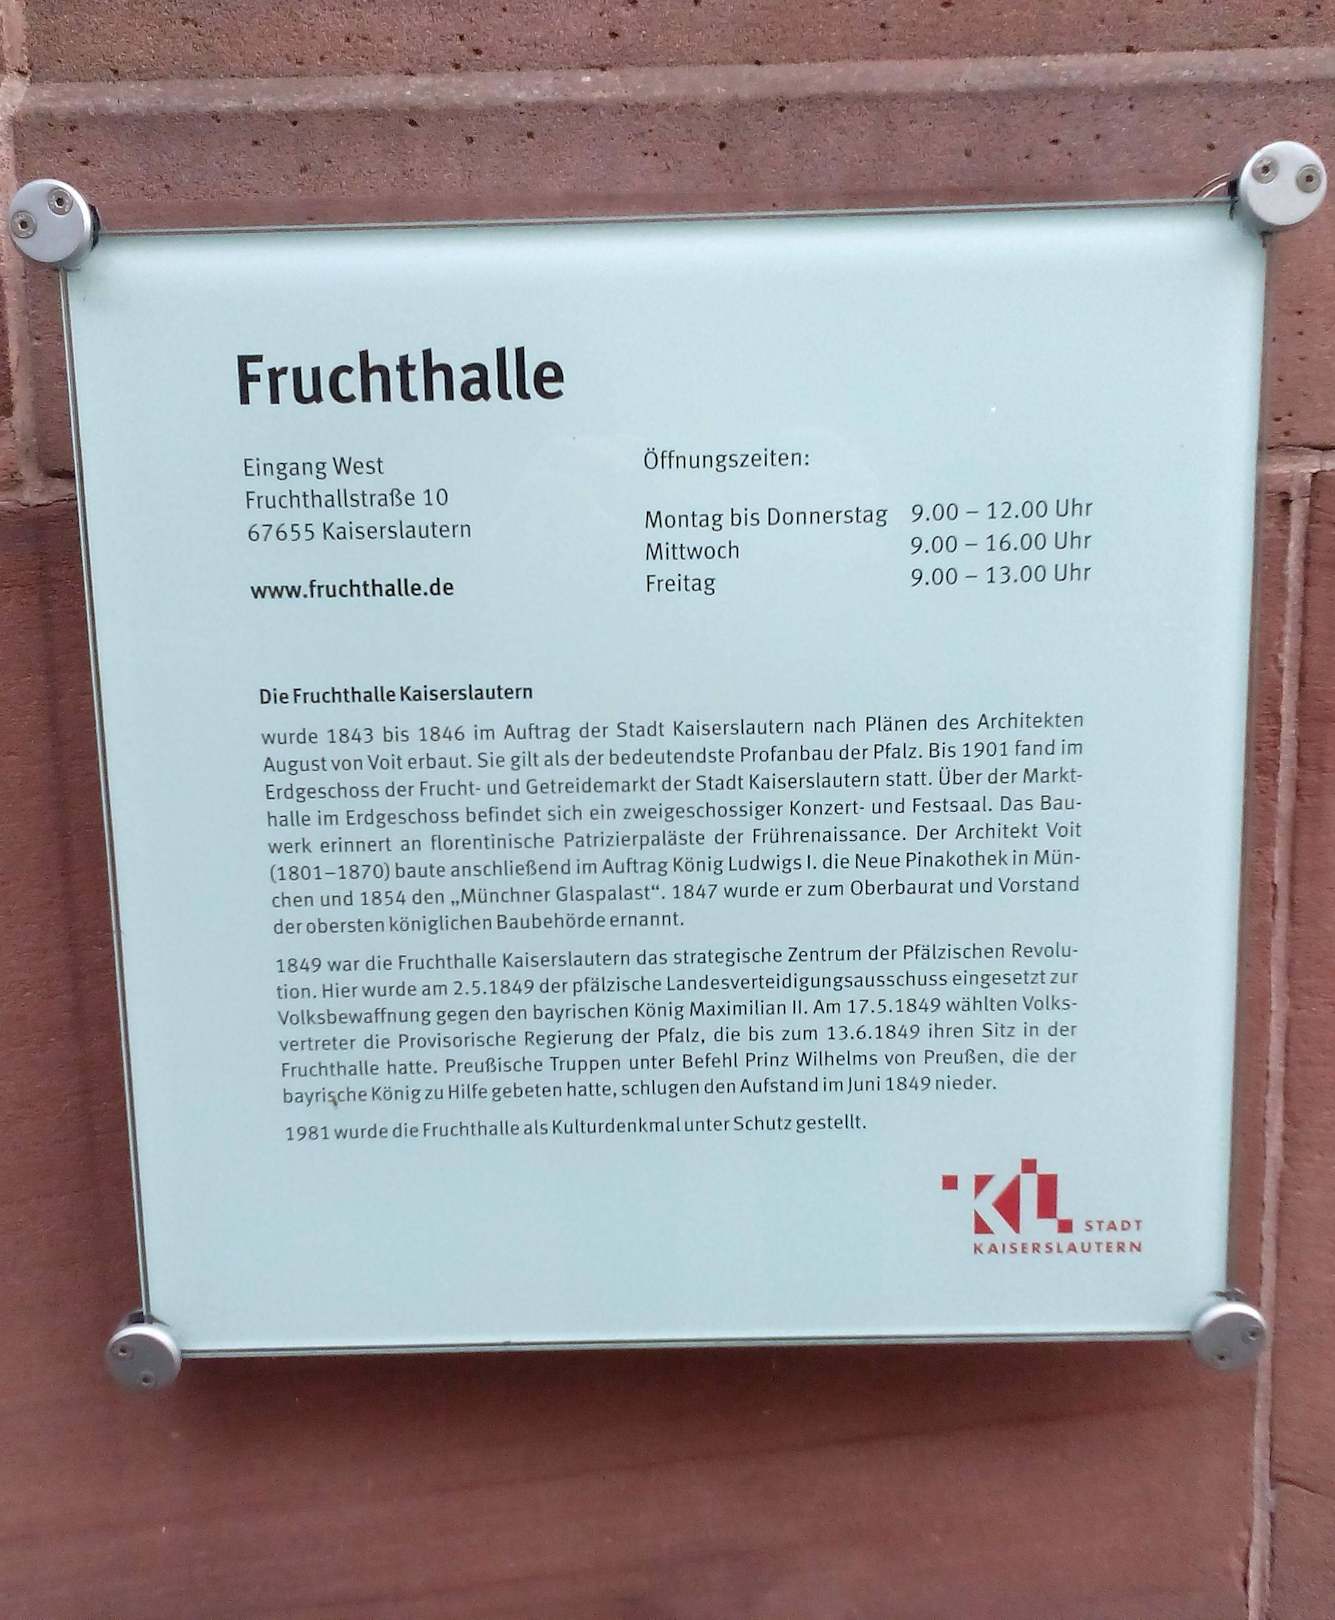 Fruchthalle
Eingang West
Fruchthallstraße 10
67655 Kaiserslautern
www.fruchthalle.de
Öffnungszeiten:
Montag bis Donnerstag 9.00 – 12.00 Uhr
Mittwoch 9.00 – 16.00 Uhr
Freitag 9.00 – 13.00 Uhr
Die Fruchthalle Kaiserslautern
wurde 1843 bis 1846 im Auftrag der Stadt Kaiserslautern nach Plänen des Architekten
August von Voit erbaut. Sie gilt als der bedeutendste Profanbau der Pfalz. Bis 1901 fand im
Erdgeschoss der Frucht- und Getreidemarkt der Stadt Kaiserslautern statt. Über der Markt-
halle im Erdgeschoss befindet sich ein zweigeschossiger Konzert- und Festsaal. Das Bau-
werk erinnert an florentinische Patrizierpaläste der Frührenaissance. Der Architekt Voit
(1801–1870) baute anschließend im Auftrag König Ludwigs I. die Neue Pinakothek in Mün-
chen und 1854 den „Münchner Glaspalast“. 1847 wurde er zum Oberbaurat und Vorstand
der obersten königlichen Baubehörde ernannt.
1849 war die Fruchthalle Kaiserslautern das strategische Zentrum der Pfälzischen Revolu-
tion. Hier wurde am 2.5.1849 der pfälzische Landesverteidigungsausschuss eingesetzt zur
Volksbewaffnung gegen den bayrischen König Maximilian II. Am 17.5.1849 wählten Volks-
vertreter die Provisorische Regierung der Pfalz, die bis zum 13.6.1849 ihren Sitz in der
Fruchthalle hatte. Preußische Truppen unter Befehl Prinz Wilhelms von Preußen, die der
bayrische König zu Hilfe gebeten hatte, schlugen den Aufstand im Juni 1849 nieder.
1981 wurde die Fruchthalle als Kulturdenkmal unter Schutz gestellt.
KL STADT
KAISERSLAUTERN